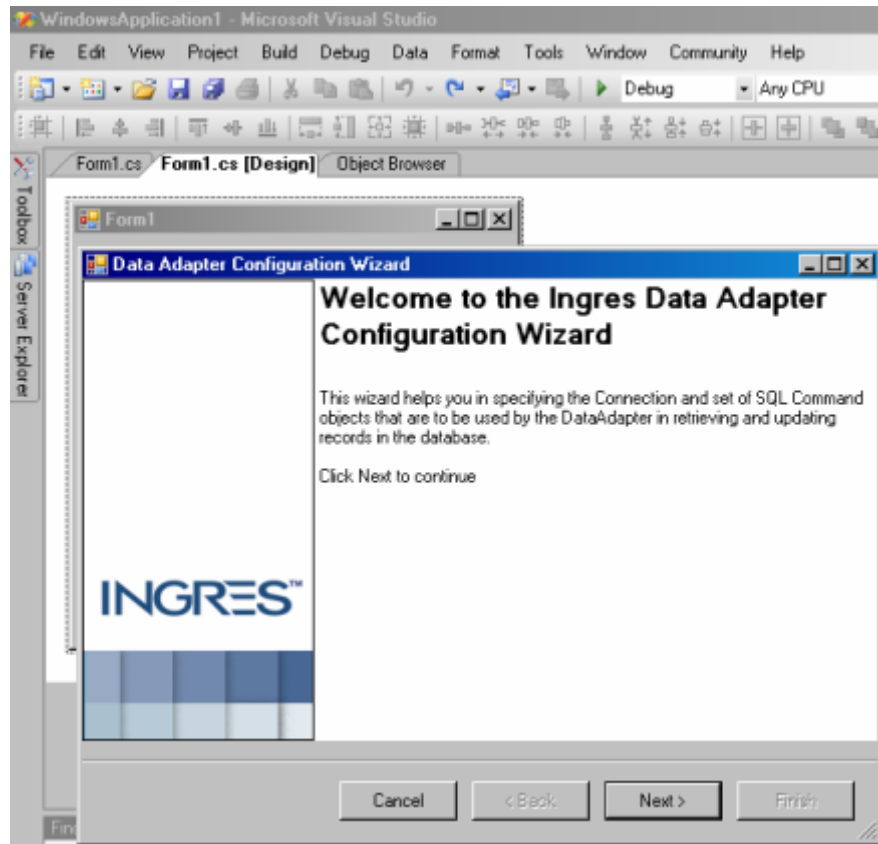 WindowsApplication1 - Microsoft Visual Studio
File Edit View Project Build Debug Data Format Tools Window Community Help
Debug Any CPU
Form1.cs Form1.cs [Design] Object Browser
Toolbox
Server Explorer
Form1
Data Adapter Configuration Wizard
Welcome to the Ingres Data Adapter
Configuration Wizard
This wizard helps you in specifying the Connection and set of SQL Command
objects that are to be used by the DataAdapter in retrieving and updating
records in the database.
Click Next to continue
INGRES™
Cancel < Back Next > Finish